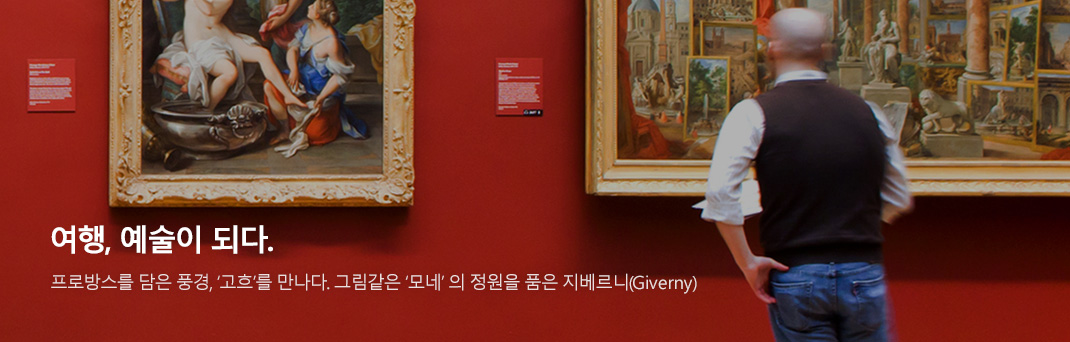 여행, 예술이 되다.
프로방스를 담은 풍경, ‘고흐’를 만나다. 그림같은 ‘모네’ 의 정원을 품은 지베르니(Giverny)